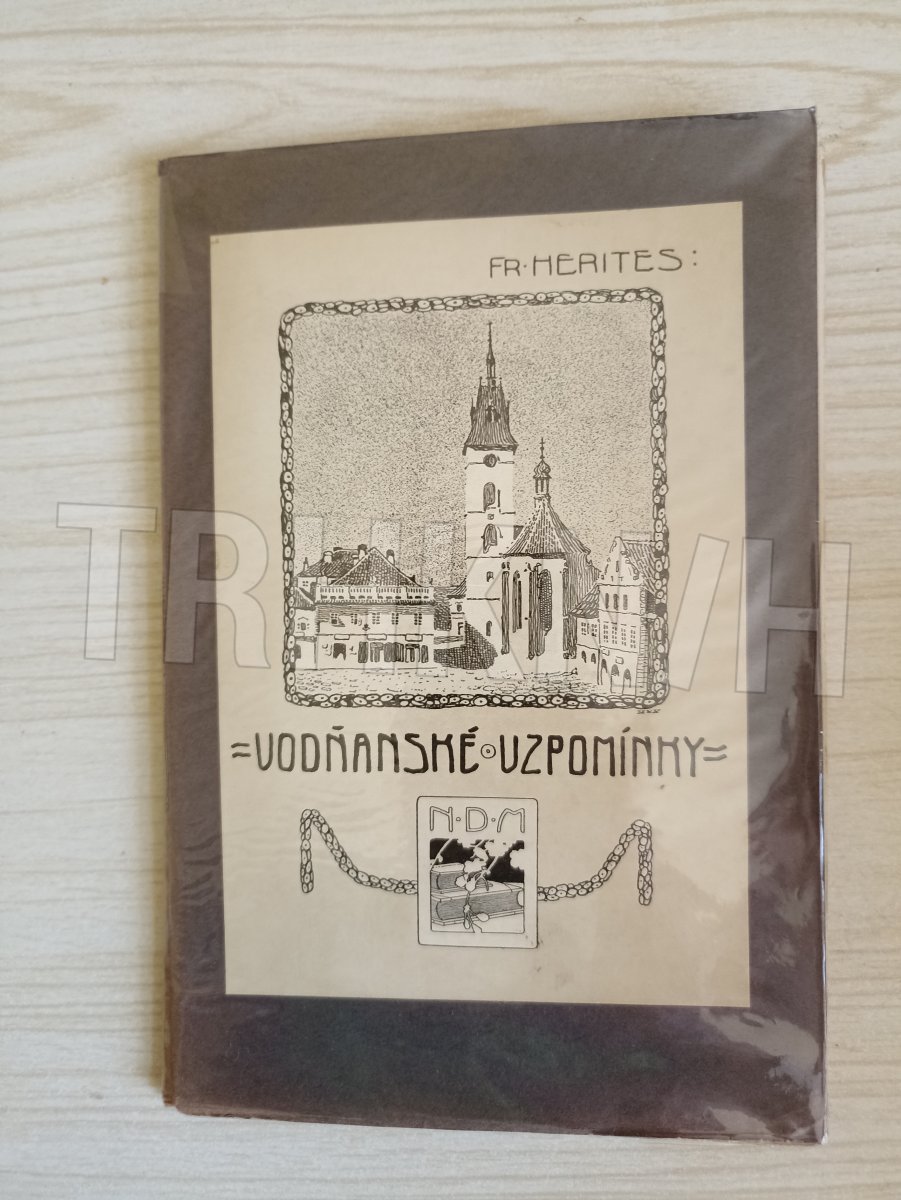 FR·HERITES:
=VODŇANSKÉ·UZPOMÍNKY=
N·D·M